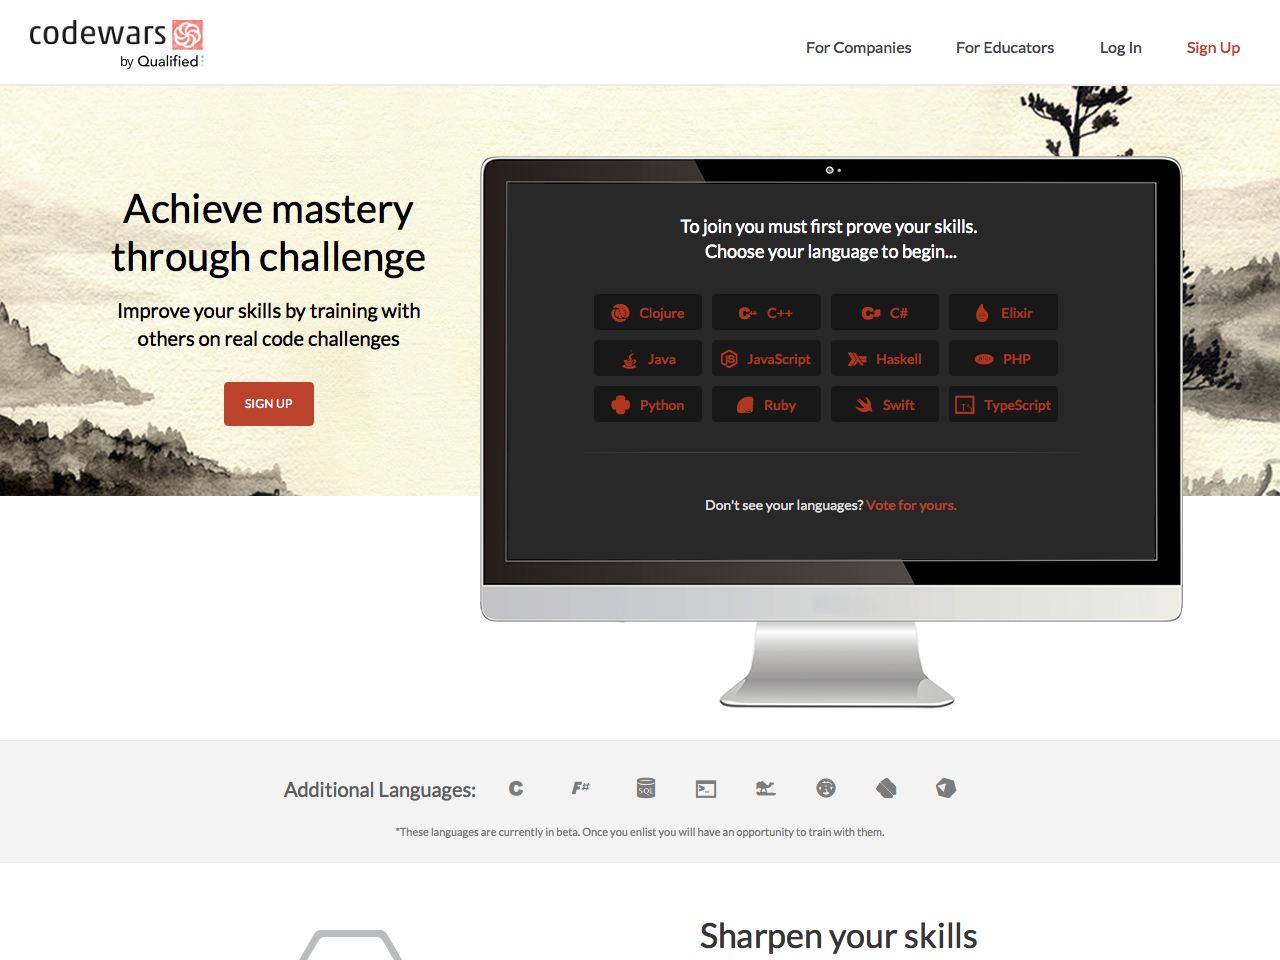 codewars
by Qualified
For Companies
For Educators
Log In
Sign Up
Achieve mastery
through challenge
Improve your skills by training with
others on real code challenges
SIGN UP
To join you must first prove your skills.
Choose your language to begin...
Clojure
C++
C#
Elixir
Java
JavaScript
Haskell
PHP
Python
Ruby
Swift
TypeScript
Don't see your languages? Vote for yours.
Additional Languages:
C
F#
SQL
*These languages are currently in beta. Once you enlist you will have an opportunity to train with them.
Sharpen your skills